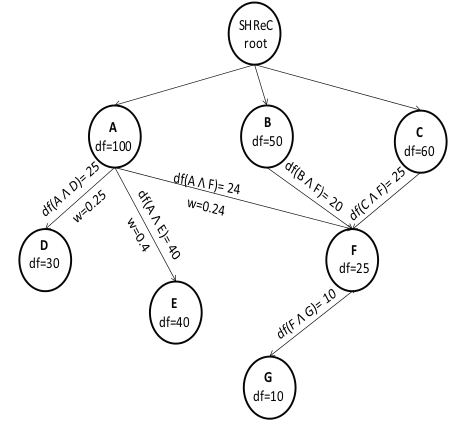 SHReC
root
A
df=100
B
df=50
C
df=60
df(A Λ D)= 25
w=0.25
df(A Λ E)= 40
w=0.4
df(A Λ F)= 24
w=0.24
df(B Λ F)= 20
df(C Λ F)= 25
D
df=30
E
df=40
F
df=25
df(F Λ G)= 10
G
df=10